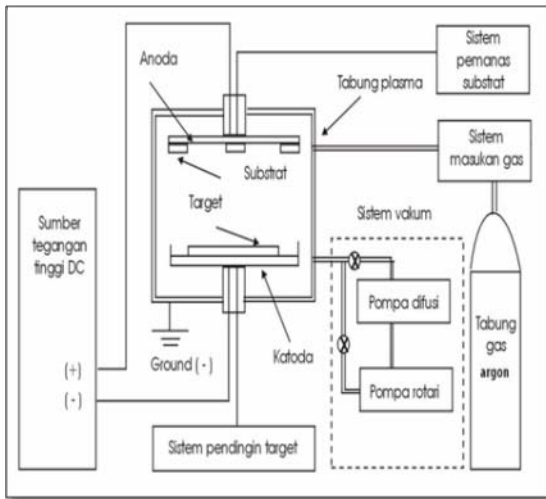 Sistem
pemanas
substrat
Anoda
Tabung plasma
Sistem
masukan gas
Substrat
Target
Sistem vakum
Sumber
tegangan
tinggi DC
Pompa difusi
Tabung
gas
argon
Ground (-)
Katoda
(+)
(-)
Pompa rotari
Sistem pendingin target